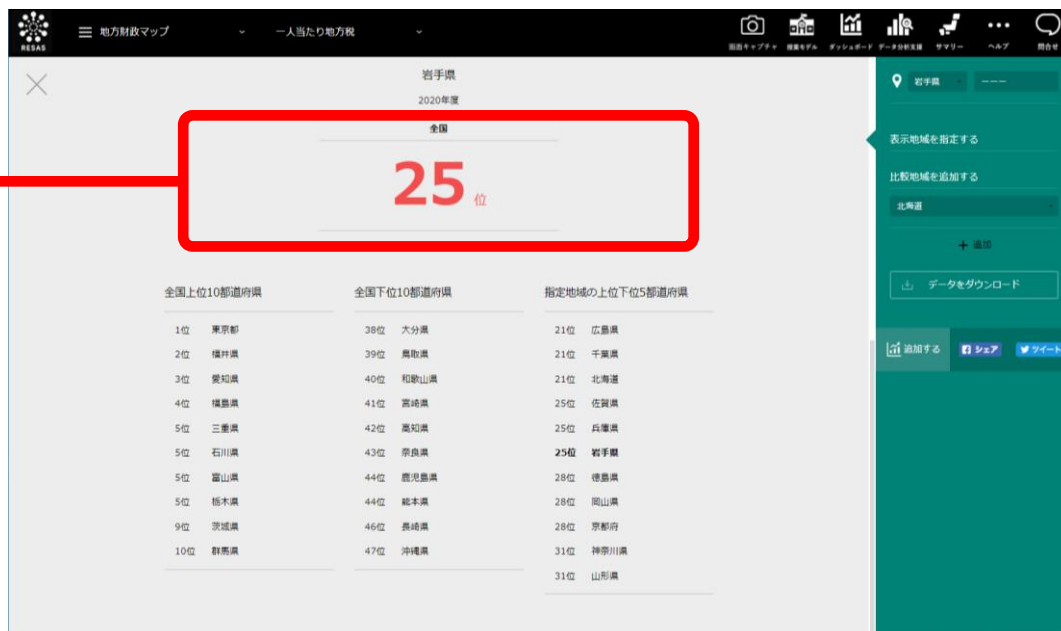 RESAS
地方財政マップ
一人当たり地方税
画面キャプチャ
授業モデル
ダッシュボード
データ分析支援
サマリー
ヘルプ
問合せ
岩手県
2020年度
全国
25 位
全国上位10都道府県
1位 東京都
2位 福井県
3位 愛知県
4位 福島県
5位 三重県
5位 石川県
5位 富山県
5位 栃木県
9位 茨城県
10位 群馬県
全国下位10都道府県
38位 大分県
39位 鳥取県
40位 和歌山県
41位 宮崎県
42位 高知県
43位 奈良県
44位 鹿児島県
44位 熊本県
46位 長崎県
47位 沖縄県
指定地域の上位下位5都道府県
21位 広島県
21位 千葉県
21位 北海道
25位 佐賀県
25位 兵庫県
25位 岩手県
28位 徳島県
28位 岡山県
28位 京都府
31位 神奈川県
31位 山形県
岩手県 ---
表示地域を指定する
比較地域を追加する
北海道
+ 追加
データをダウンロード
追加する
シェア
ツイート